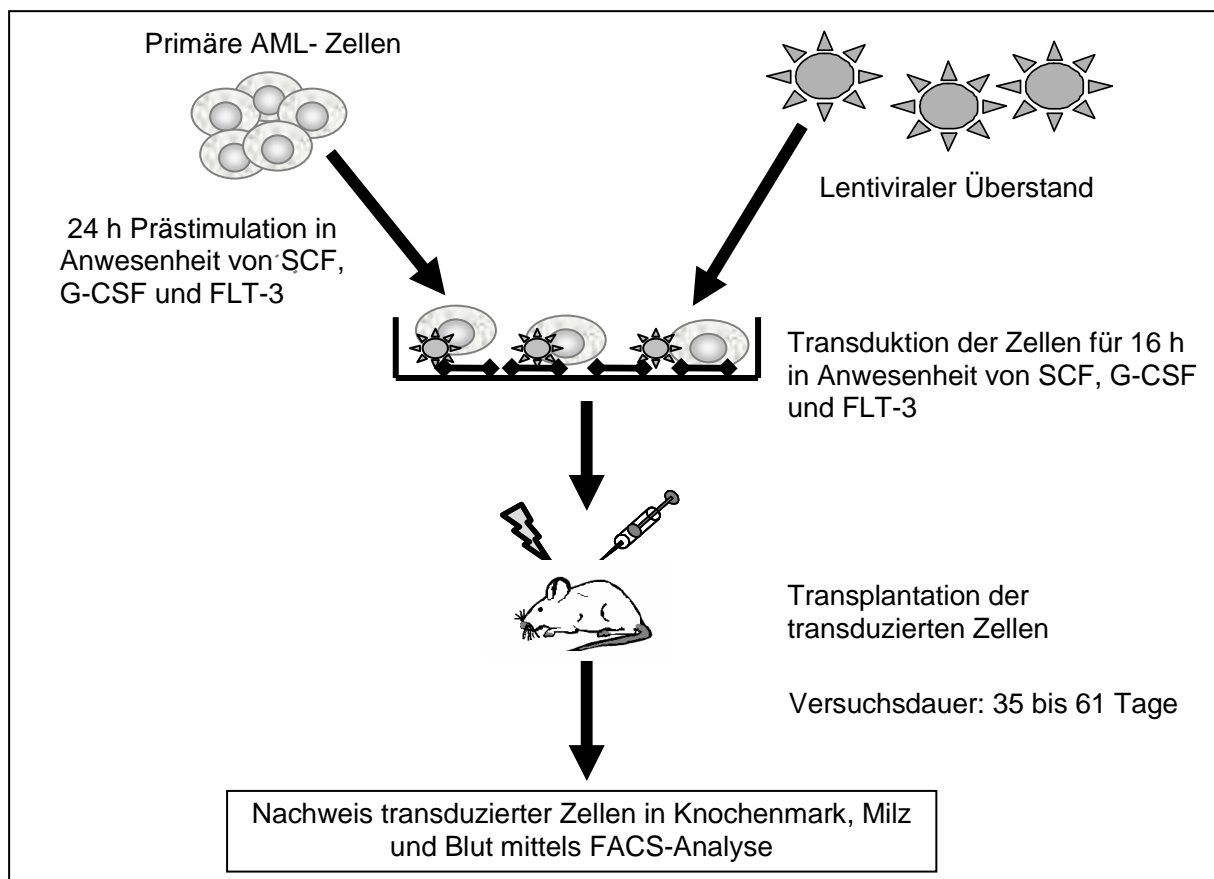 Primäre AML- Zellen
Lentiviraler Überstand
24 h Prästimulation in
Anwesenheit von SCF,
G-CSF und FLT-3
Transduktion der Zellen für 16 h
in Anwesenheit von SCF, G-CSF
und FLT-3
Transplantation der
transduzierten Zellen
Versuchsdauer: 35 bis 61 Tage
Nachweis transduzierter Zellen in Knochenmark, Milz
und Blut mittels FACS-Analyse